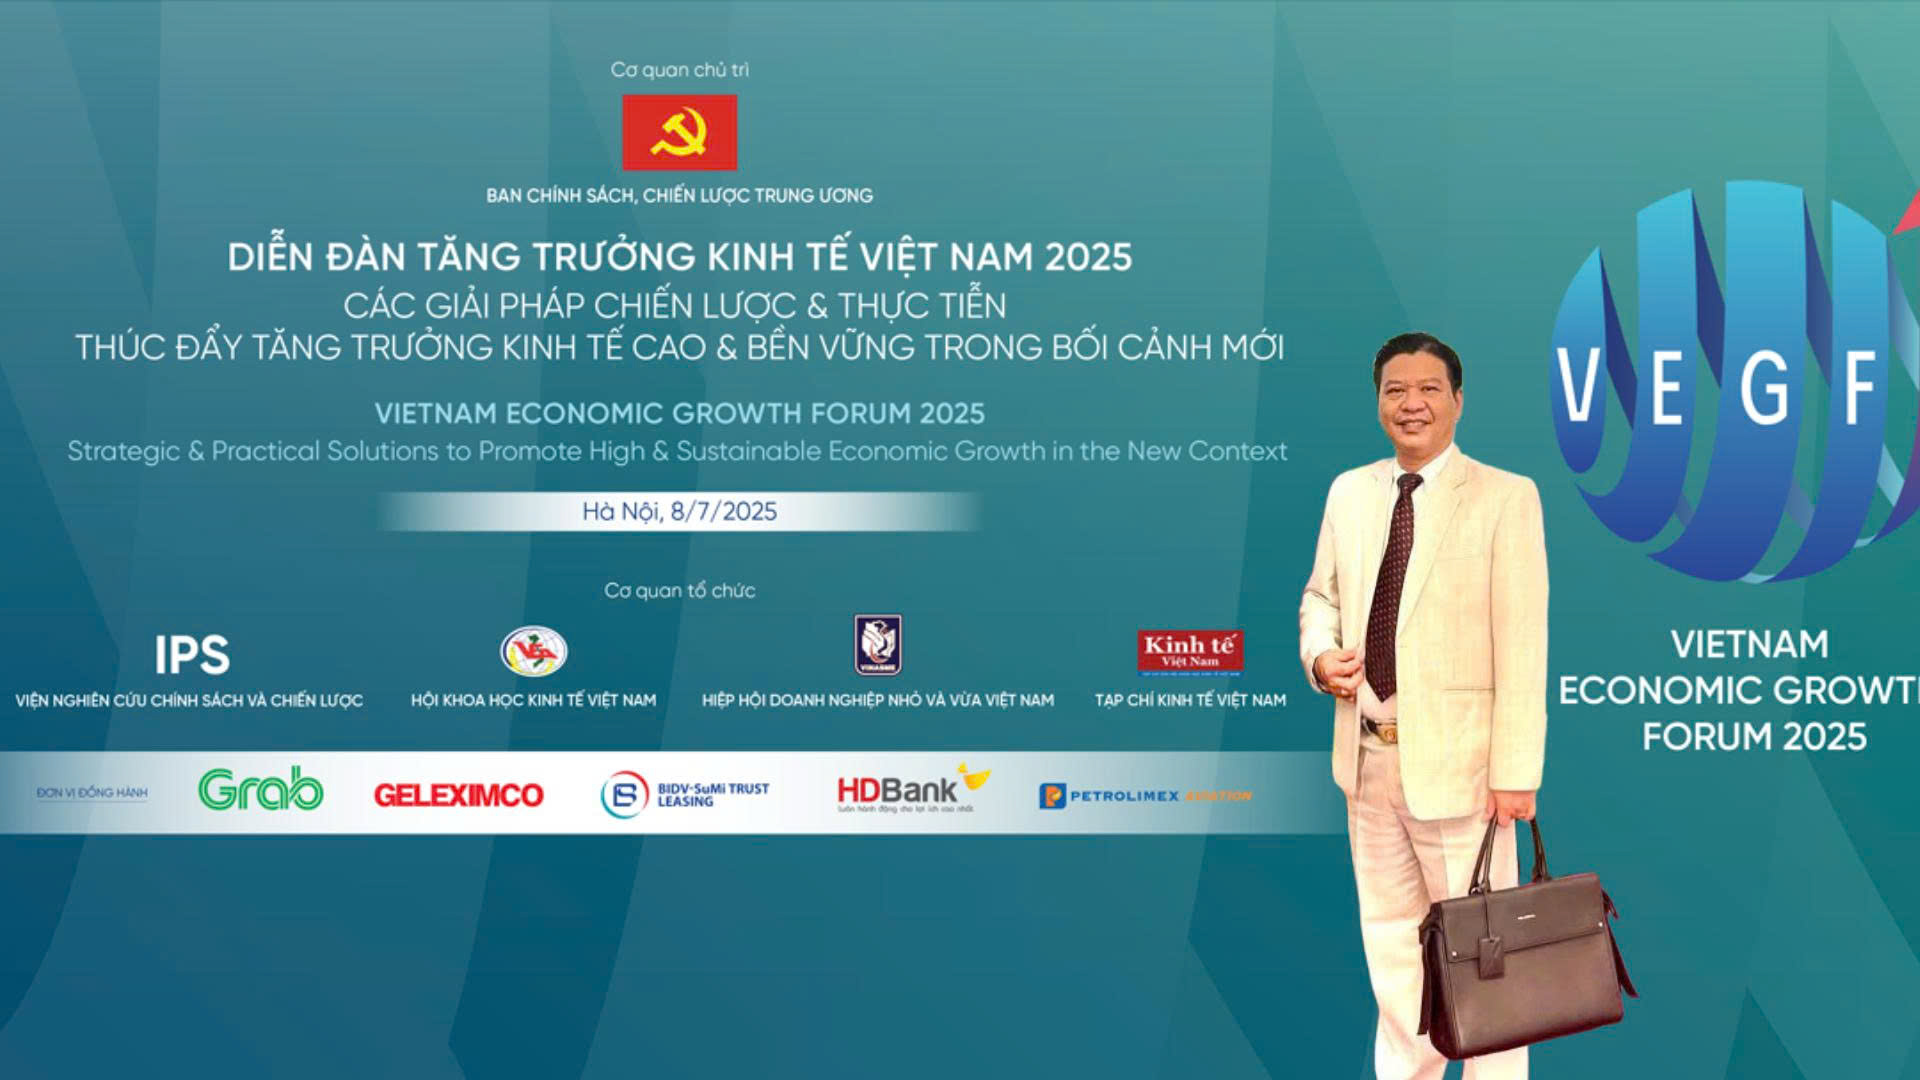 Cơ quan chủ trì
BAN CHÍNH SÁCH, CHIẾN LƯỢC TRUNG ƯƠNG
DIỄN ĐÀN TĂNG TRƯỞNG KINH TẾ VIỆT NAM 2025
CÁC GIẢI PHÁP CHIẾN LƯỢC & THỰC TIỄN
THÚC ĐẨY TĂNG TRƯỞNG KINH TẾ CAO & BỀN VỮNG TRONG BỐI CẢNH MỚI
VIETNAM ECONOMIC GROWTH FORUM 2025
Strategic & Practical Solutions to Promote High & Sustainable Economic Growth in the New Context
Hà Nội, 8/7/2025
Cơ quan tổ chức
IPS
VIỆN NGHIÊN CỨU CHÍNH SÁCH VÀ CHIẾN LƯỢC
VEA
HỘI KHOA HỌC KINH TẾ VIỆT NAM
VINASME
HIỆP HỘI DOANH NGHIỆP NHỎ VÀ VỪA VIỆT NAM
Kinh tế
Việt Nam
TẠP CHÍ KINH TẾ VIỆT NAM
ĐƠN VỊ ĐỒNG HÀNH
Grab
GELEXIMCO
BIDV-SuMi TRUST
LEASING
HDBank
PETROLIMEX AVIATION
VEGF
VIETNAM
ECONOMIC GROWTH
FORUM 2025